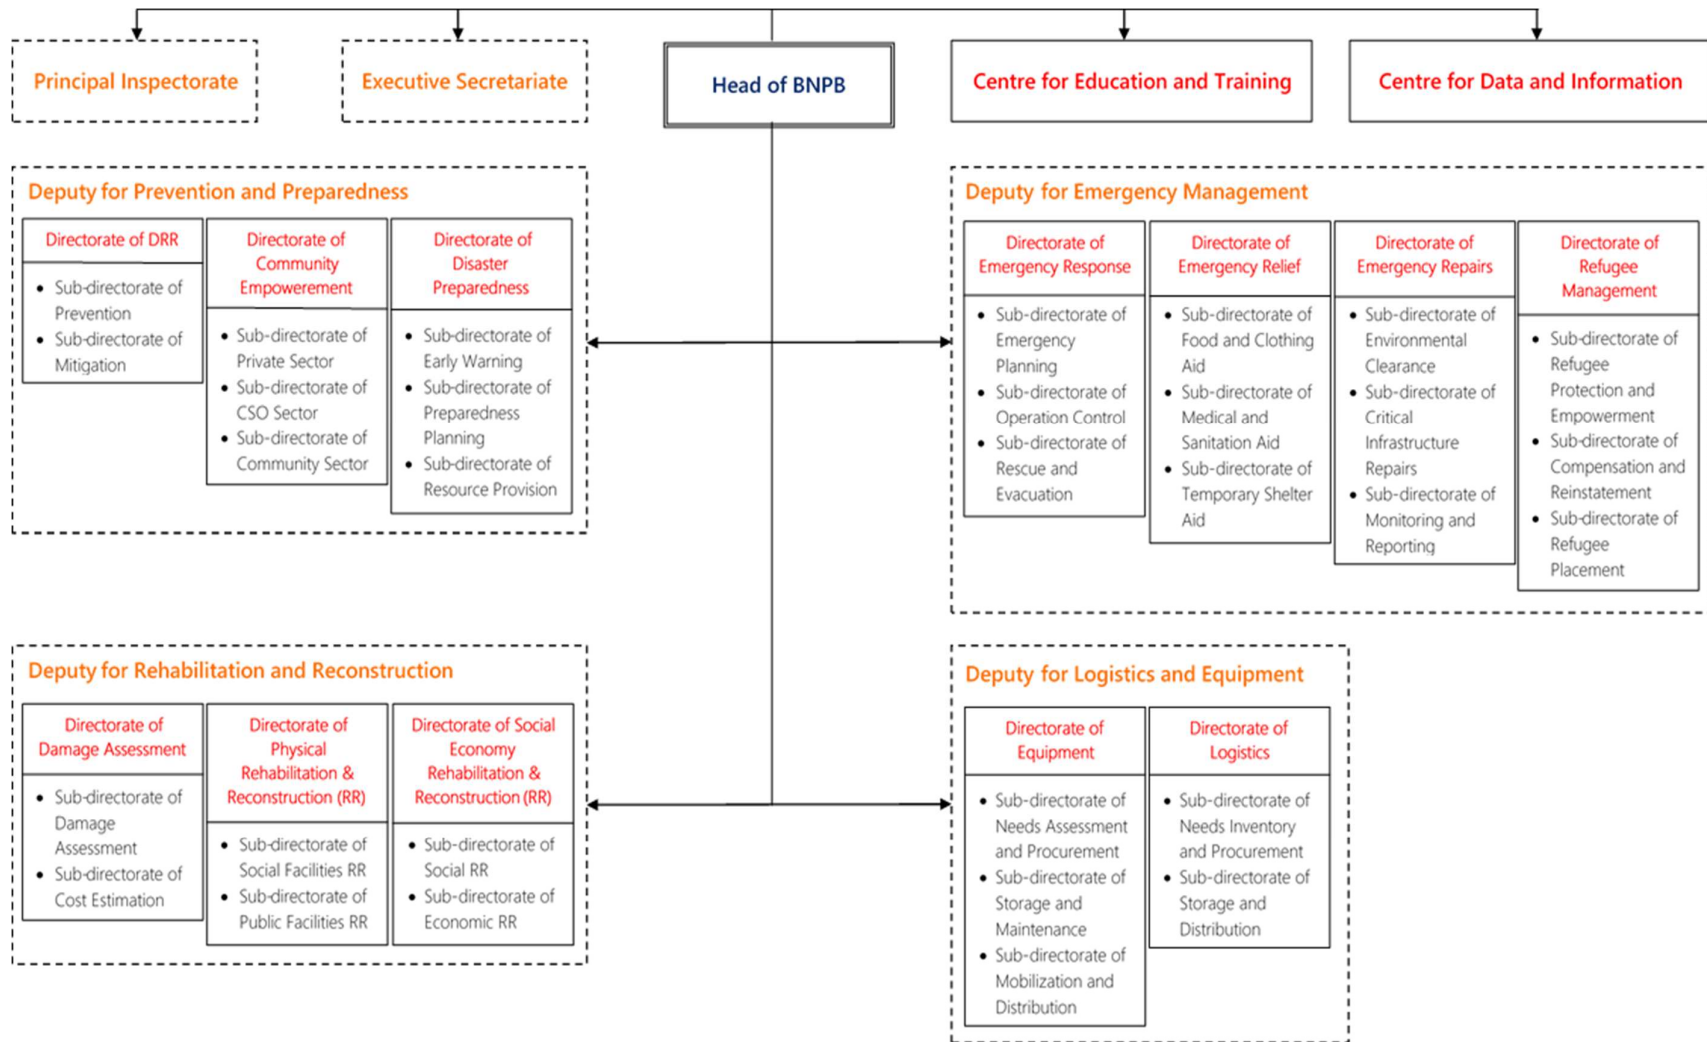 Principal Inspectorate
Executive Secretariate
Head of BNPB
Centre for Education and Training
Centre for Data and Information
Deputy for Prevention and Preparedness
Directorate of DRR
• Sub-directorate of
Prevention
• Sub-directorate of
Mitigation
Directorate of
Community
Empowerement
• Sub-directorate of
Private Sector
• Sub-directorate of
CSO Sector
• Sub-directorate of
Community Sector
Directorate of
Disaster
Preparedness
• Sub-directorate of
Early Warning
• Sub-directorate of
Preparedness
Planning
• Sub-directorate of
Resource Provision
Deputy for Emergency Management
Directorate of
Emergency Response
• Sub-directorate of
Emergency
Planning
• Sub-directorate of
Operation Control
• Sub-directorate of
Rescue and
Evacuation
Directorate of
Emergency Relief
• Sub-directorate of
Food and Clothing
Aid
• Sub-directorate of
Medical and
Sanitation Aid
• Sub-directorate of
Temporary Shelter
Aid
Directorate of
Emergency Repairs
• Sub-directorate of
Environmental
Clearance
• Sub-directorate of
Critical
Infrastructure
Repairs
• Sub-directorate of
Monitoring and
Reporting
Directorate of
Refugee
Management
• Sub-directorate of
Refugee
Protection and
Empowerment
• Sub-directorate of
Compensation and
Reinstatement
• Sub-directorate of
Refugee
Placement
Deputy for Rehabilitation and Reconstruction
Directorate of
Damage Assessment
• Sub-directorate of
Damage
Assessment
• Sub-directorate of
Cost Estimation
Directorate of
Physical
Rehabilitation &
Reconstruction (RR)
• Sub-directorate of
Social Facilities RR
• Sub-directorate of
Public Facilities RR
Directorate of Social
Economy
Rehabilitation &
Reconstruction (RR)
• Sub-directorate of
Social RR
• Sub-directorate of
Economic RR
Deputy for Logistics and Equipment
Directorate of
Equipment
• Sub-directorate of
Needs Assessment
and Procurement
• Sub-directorate of
Storage and
Maintenance
• Sub-directorate of
Mobilization and
Distribution
Directorate of
Logistics
• Sub-directorate of
Needs Inventory
and Procurement
• Sub-directorate of
Storage and
Distribution